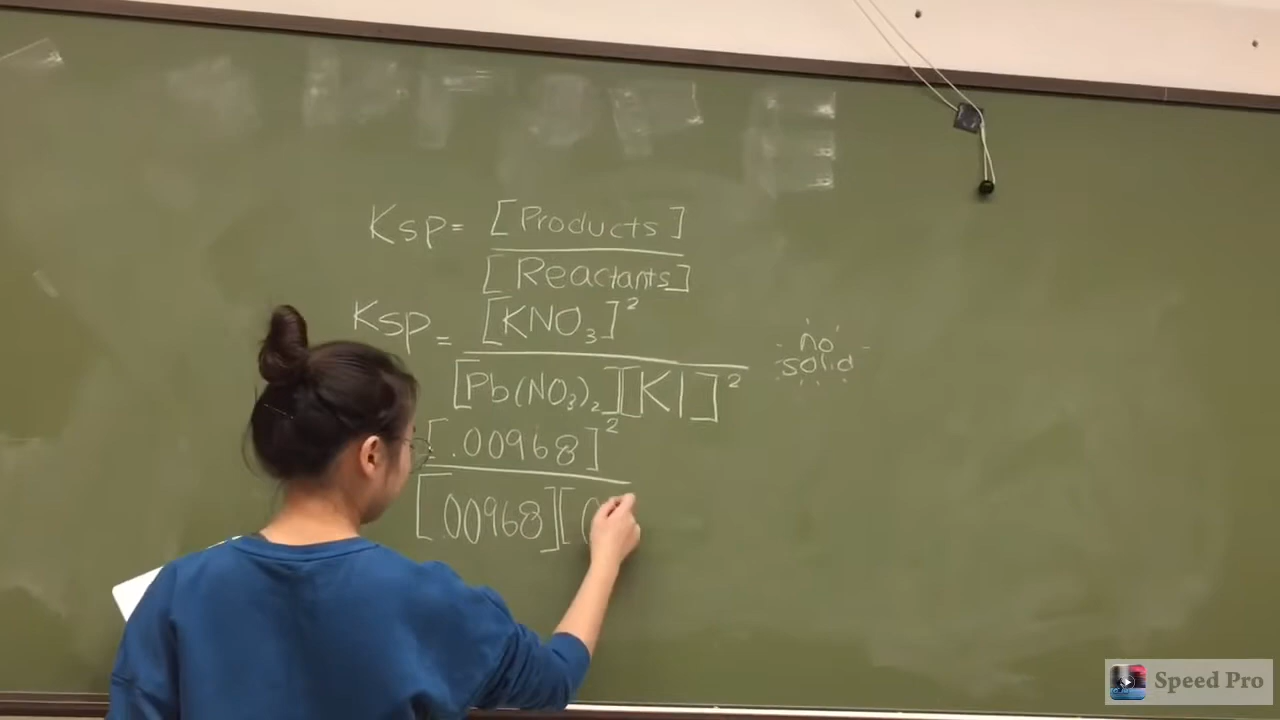 Ksp = [Products]
[Reactants]
Ksp = [KNO3]²
[Pb(NO3)2][KI]²
no
solid
[.00968]²
[.00968][0
Speed Pro